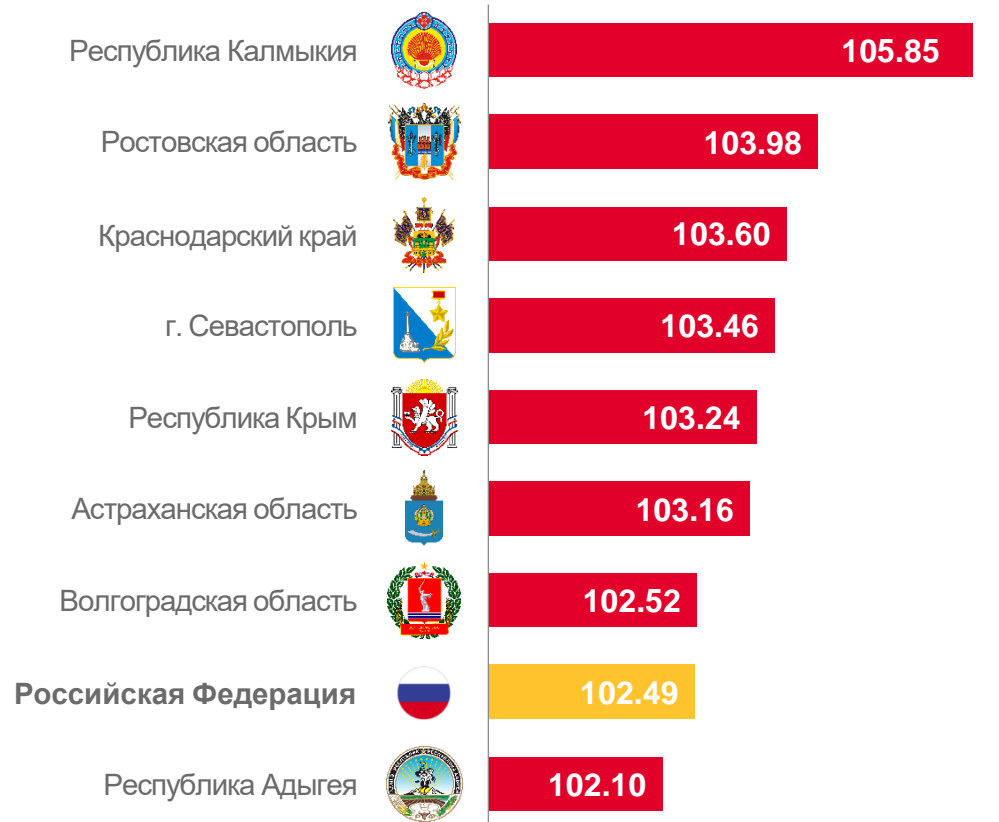 Республика Калмыкия 105.85
Ростовская область 103.98
Краснодарский край 103.60
г. Севастополь 103.46
Республика Крым 103.24
Астраханская область 103.16
Волгоградская область 102.52
Российская Федерация 102.49
Республика Адыгея 102.10